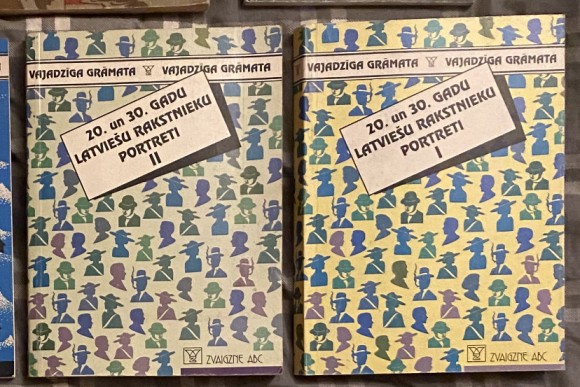 VAJADZĪGA GRĀMATA VAJADZĪGA GRĀMATA
20. un 30. GADU
LATVIEŠU RAKSTNIEKU
PORTRETI
II
ZVAIGZNE ABC
VAJADZĪGA GRĀMATA VAJADZĪGA GRĀMATA
20. un 30. GADU
LATVIEŠU RAKSTNIEKU
PORTRETI
I
ZVAIGZNE ABC